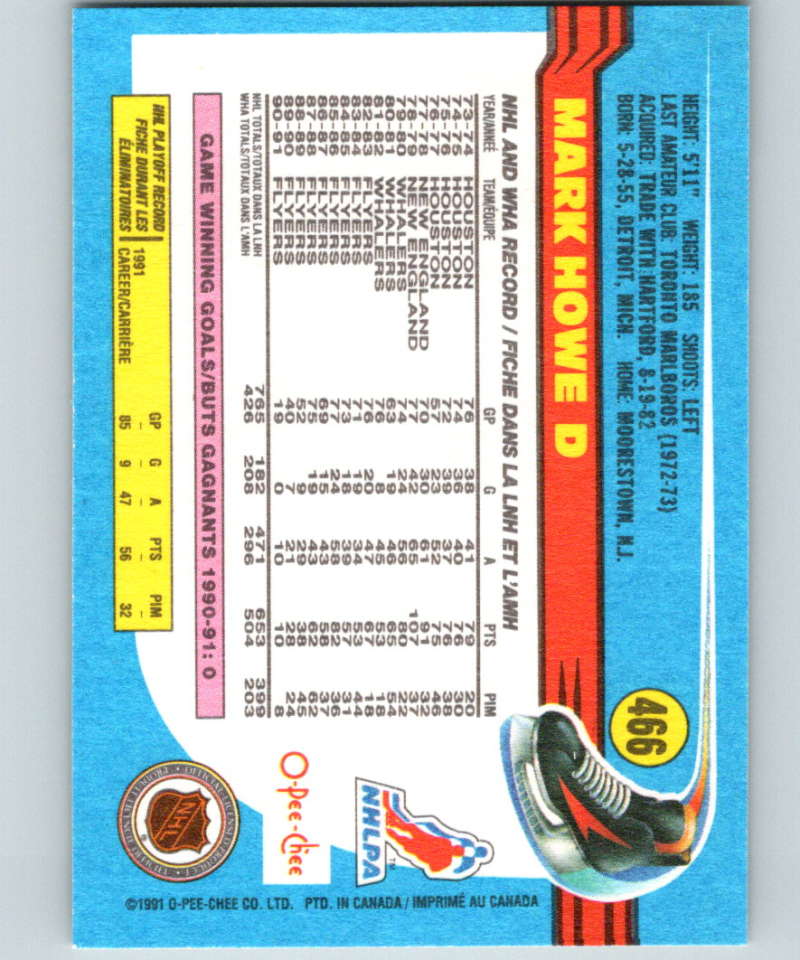 MARK HOWE D
466
HEIGHT: 5'11" WEIGHT: 185 SHOOTS: LEFT
LAST AMATEUR CLUB: TORONTO MARLBOROS (1972-73)
ACQUIRED: TRADE WITH HARTFORD, 8-19-82
BORN: 5-28-55, DETROIT, MICH. HOME: MOORESTOWN, N.J.
NHL AND WHA RECORD / FICHE DANS LA LNH ET L'AMH
YEAR/ANNÉE TEAM/ÉQUIPE GP G A PTS PIM
73-74 HOUSTON 76 38 41 79 20
74-75 HOUSTON 74 36 40 76 30
75-76 HOUSTON 72 39 37 76 38
76-77 HOUSTON 57 23 52 75 46
77-78 NEW ENGLAND 70 30 61 91 32
78-79 NEW ENGLAND 77 42 65 107 37
79-80 WHALERS 74 24 56 80 22
80-81 WHALERS 63 19 46 65 54
81-82 WHALERS 76 8 45 53 18
82-83 FLYERS 76 20 47 67 18
83-84 FLYERS 71 19 34 53 44
84-85 FLYERS 73 18 39 57 31
85-86 FLYERS 77 24 58 82 36
86-87 FLYERS 69 15 43 58 37
87-88 FLYERS 75 19 43 62 62
88-89 FLYERS 52 9 29 38 45
89-90 FLYERS 40 7 21 28 24
90-91 FLYERS 19 0 10 10 8
NHL TOTALS/TOTAUX DANS LA LNH 765 182 471 653 399
WHA TOTALS/TOTAUX DANS L'AMH 426 208 296 504 203
GAME WINNING GOALS/BUTS GAGNANTS 1990-91: 0
NHL PLAYOFF RECORD
FICHE DURANT LES
ÉLIMINATOIRES
GP G A PTS PIM
1991 – – – – –
CAREER/CARRIÈRE 85 9 47 56 32
NHLPA
TM
O-Pee-Chee
NHL
®
©1991 O-PEE-CHEE CO. LTD. PTD. IN CANADA / IMPRIMÉ AU CANADA